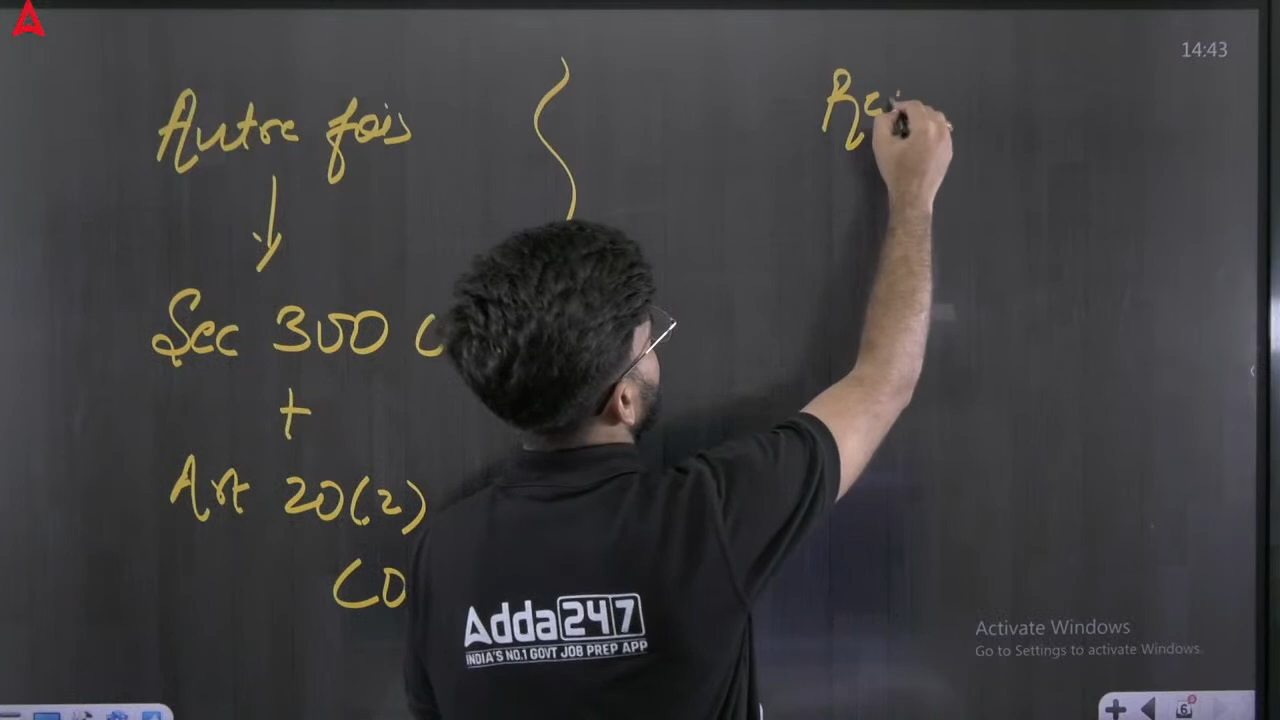 14:43
Autre fois
Re
Sec 300 C
+
Art 20(2)
CO
Adda247
INDIA'S NO.1 GOVT JOB PREP APP
Activate Windows
Go to Settings to activate Windows.